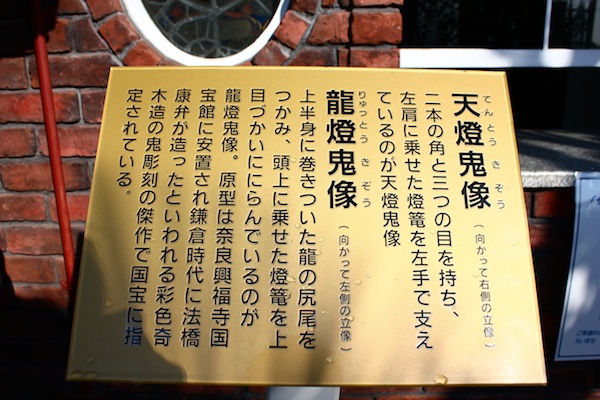 てんとうきぞう
天燈鬼像（向かって右側の立像）
二本の角と三つの目を持ち、
左肩に乗せた燈篭を左手で支え
ているのが天燈鬼像
りゅうとうきぞう
龍燈鬼像（向かって左側の立像）
上半身に巻きついた龍の尻尾を
つかみ、頭上に乗せた燈篭を上
目づかいににらんでいるのが
龍燈鬼像。原型は奈良興福寺国
宝館に安置され鎌倉時代に法橋
康弁が造ったといわれる彩色寄
木造の鬼彫刻の傑作で国宝に指
定されている。